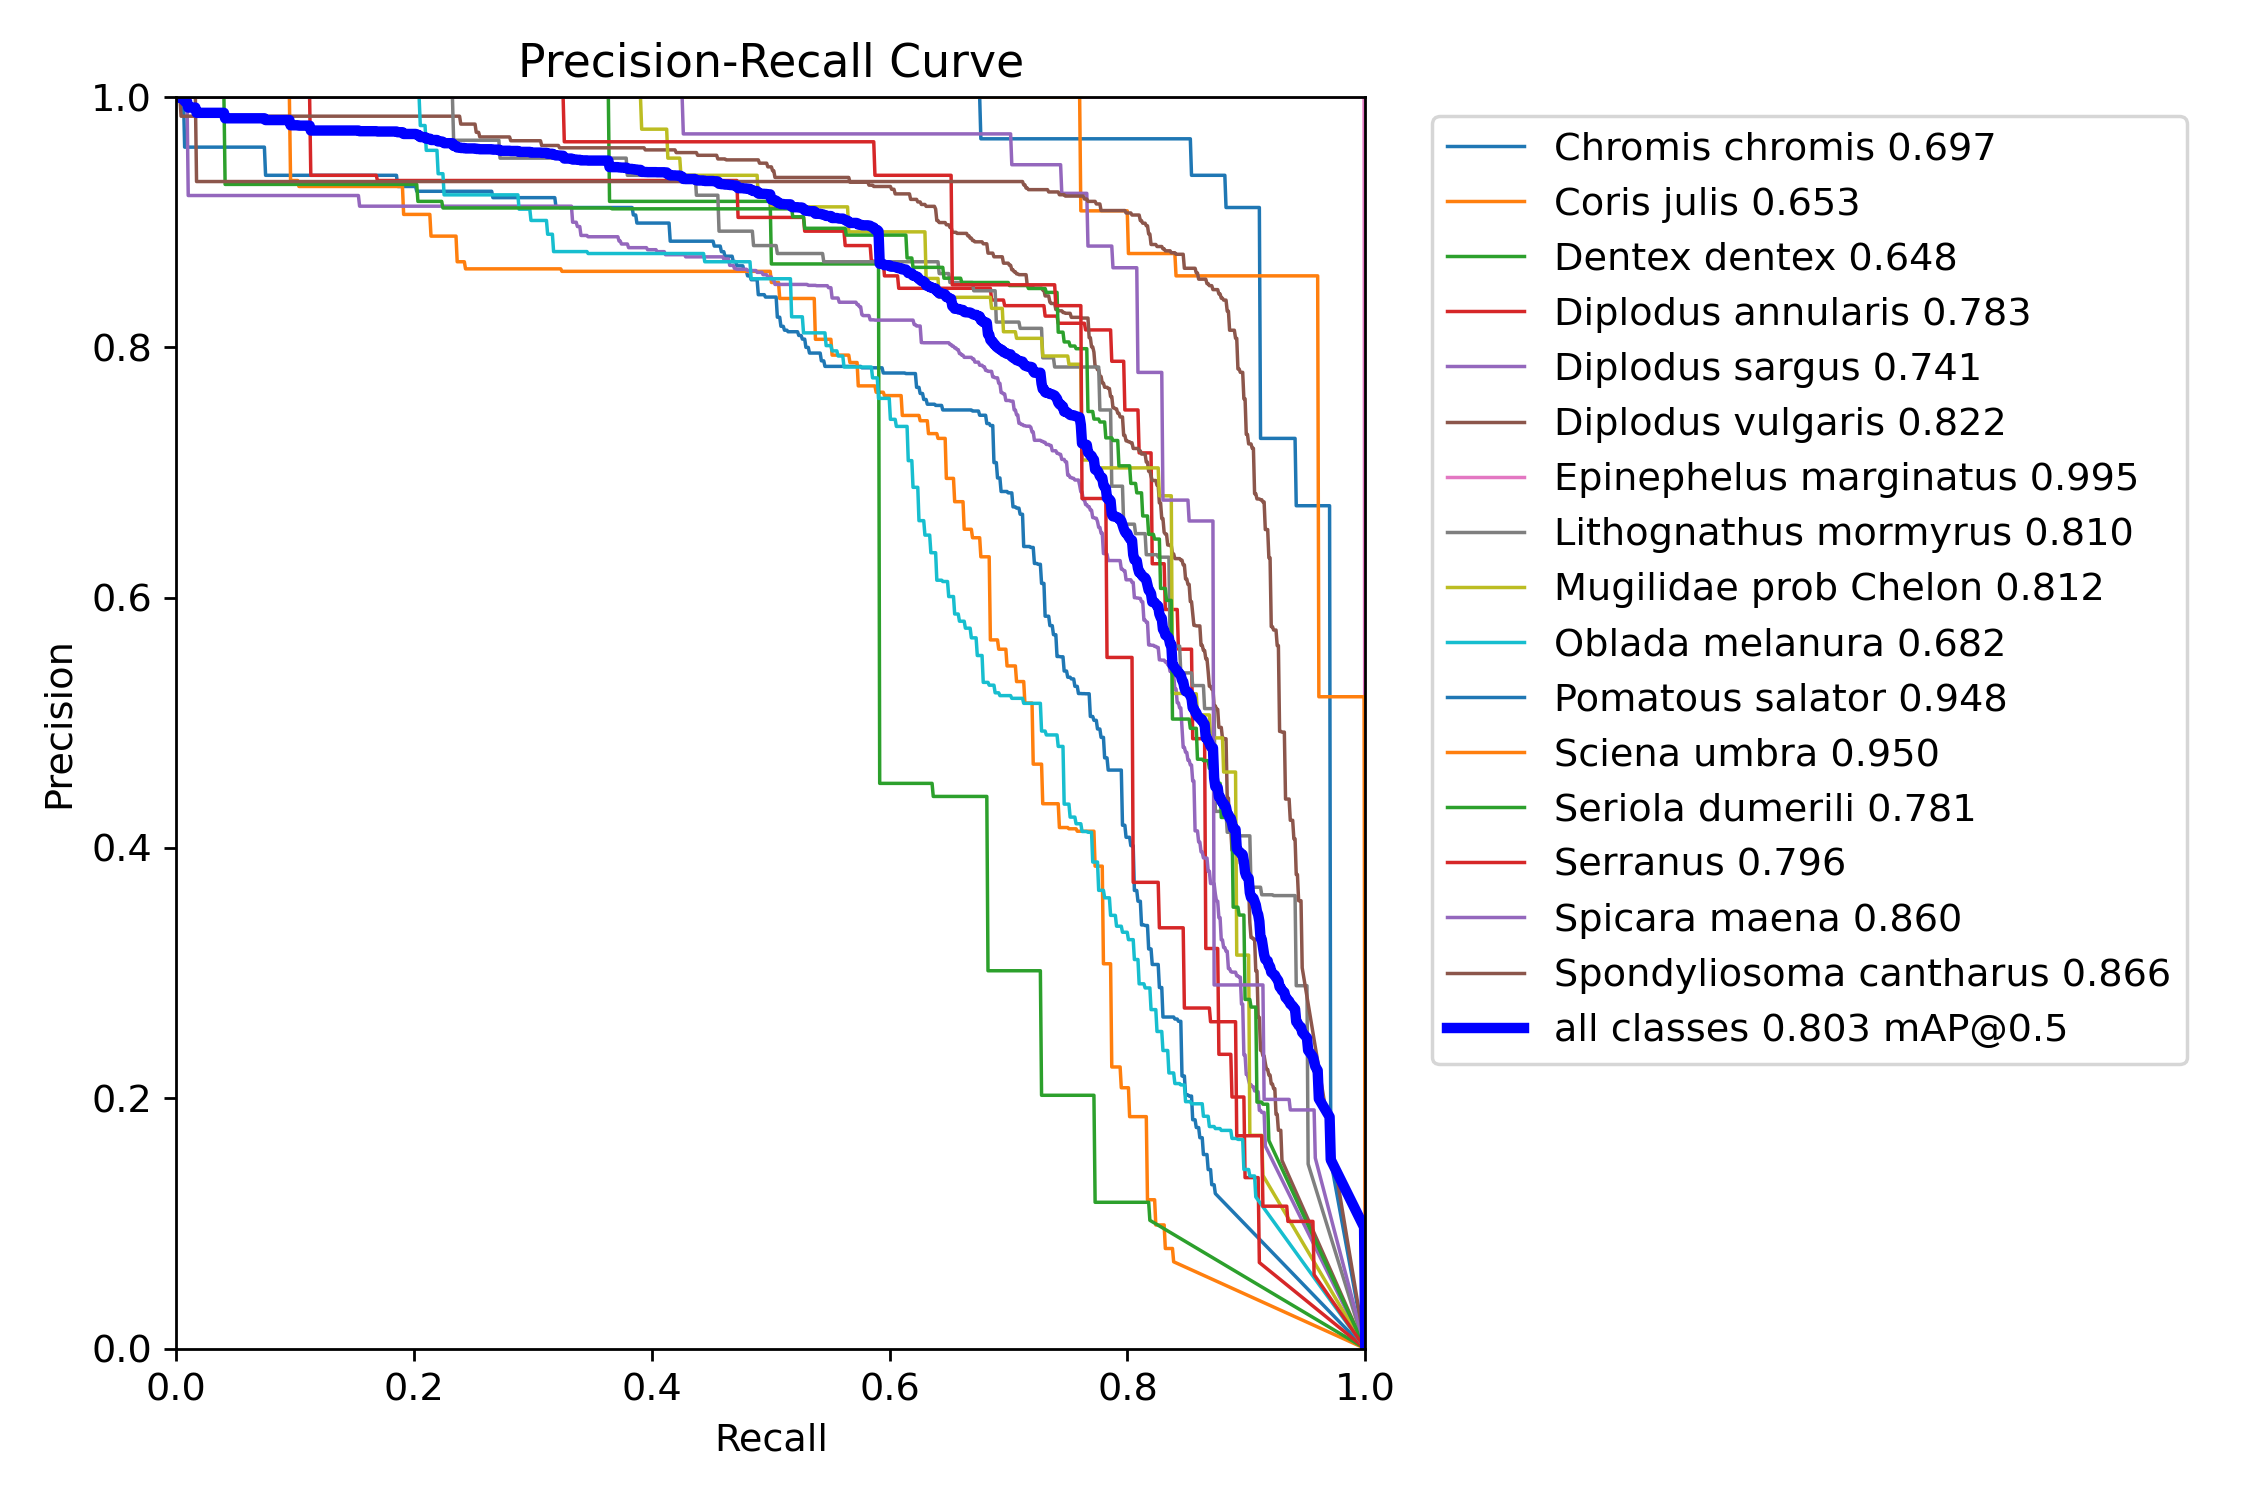 Precision-Recall Curve
1.0
0.8
0.6
0.4
0.2
0.0
Precision
0.0 0.2 0.4 0.6 0.8 1.0
Recall
Chromis chromis 0.697
Coris julis 0.653
Dentex dentex 0.648
Diplodus annularis 0.783
Diplodus sargus 0.741
Diplodus vulgaris 0.822
Epinephelus marginatus 0.995
Lithognathus mormyrus 0.810
Mugilidae prob Chelon 0.812
Oblada melanura 0.682
Pomatous salator 0.948
Sciena umbra 0.950
Seriola dumerili 0.781
Serranus 0.796
Spicara maena 0.860
Spondyliosoma cantharus 0.866
all classes 0.803 mAP@0.5